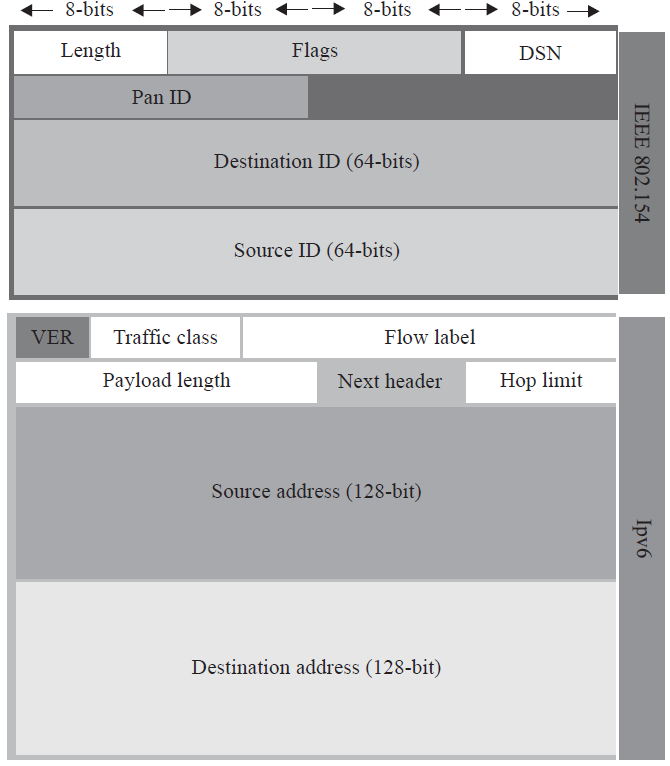 8-bits 8-bits 8-bits 8-bits
Length Flags DSN
Pan ID
Destination ID (64-bits)
Source ID (64-bits)
IEEE 802.154
VER Traffic class Flow label
Payload length Next header Hop limit
Source address (128-bit)
Destination address (128-bit)
Ipv6